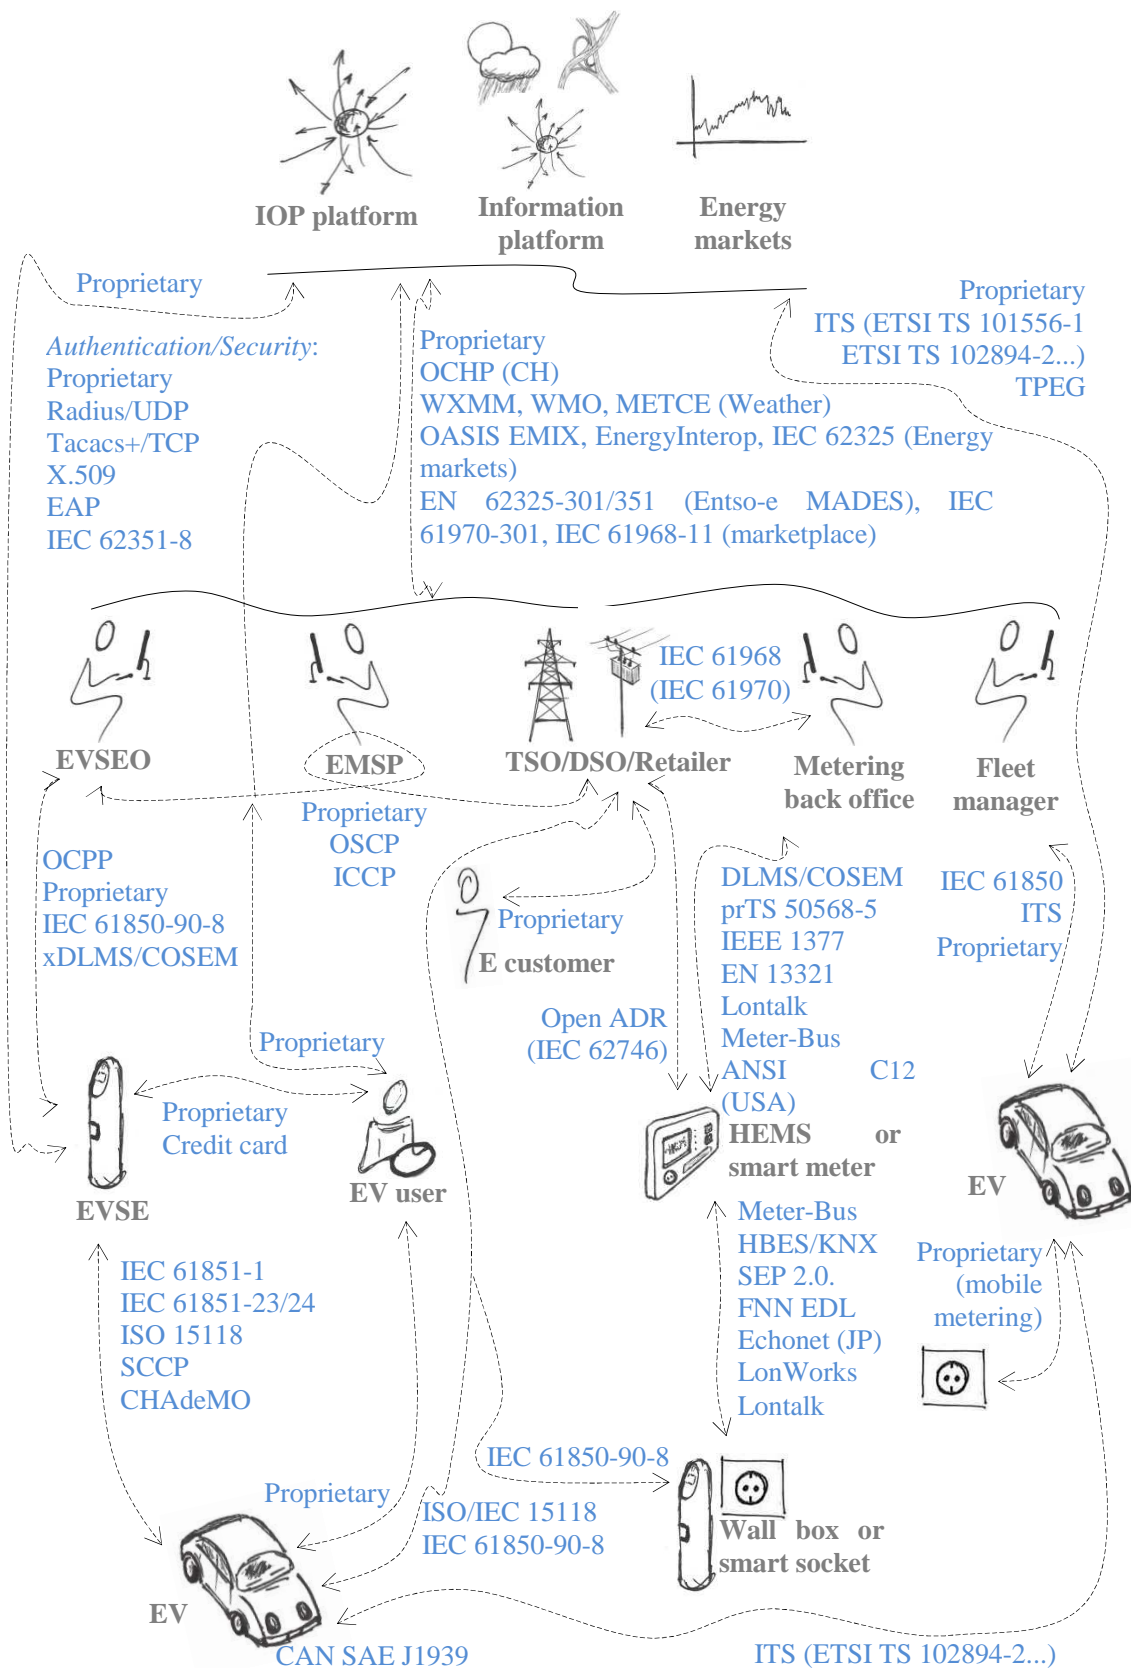 IOP platform
Information
platform
Energy
markets
Proprietary
Authentication/Security:
Proprietary
Radius/UDP
Tacacs+/TCP
X.509
EAP
IEC 62351-8
Proprietary
OCHP (CH)
WXMM, WMO, METCE (Weather)
OASIS EMIX, EnergyInterop, IEC 62325 (Energy
markets)
EN 62325-301/351 (Entso-e MADES), IEC
61970-301, IEC 61968-11 (marketplace)
Proprietary
ITS (ETSI TS 101556-1
ETSI TS 102894-2...)
TPEG
IEC 61968
(IEC 61970)
EVSEO
EMSP
TSO/DSO/Retailer
Metering
back office
Fleet
manager
Proprietary
OSCP
ICCP
OCPP
Proprietary
IEC 61850-90-8
xDLMS/COSEM
Proprietary
E customer
DLMS/COSEM
prTS 50568-5
IEEE 1377
EN 13321
Lontalk
Meter-Bus
ANSI C12
(USA)
IEC 61850
ITS
Proprietary
Open ADR
(IEC 62746)
Proprietary
Proprietary
Credit card
EVSE
EV user
HEMS or
smart meter
EV
Meter-Bus
HBES/KNX
SEP 2.0.
FNN EDL
Echonet (JP)
LonWorks
Lontalk
Proprietary
(mobile
metering)
IEC 61851-1
IEC 61851-23/24
ISO 15118
SCCP
CHAdeMO
IEC 61850-90-8
Proprietary
ISO/IEC 15118
IEC 61850-90-8
Wall box or
smart socket
EV
CAN SAE J1939
ITS (ETSI TS 102894-2...)